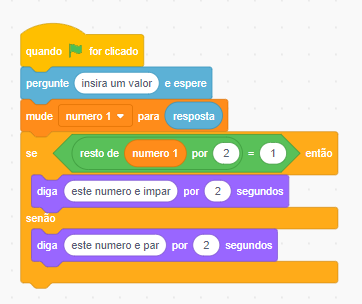 quando for clicado
pergunte insira um valor e espere
mude numero 1 para resposta
se resto de numero 1 por 2 = 1 então
diga este numero e impar por 2 segundos
senão
diga este numero e par por 2 segundos